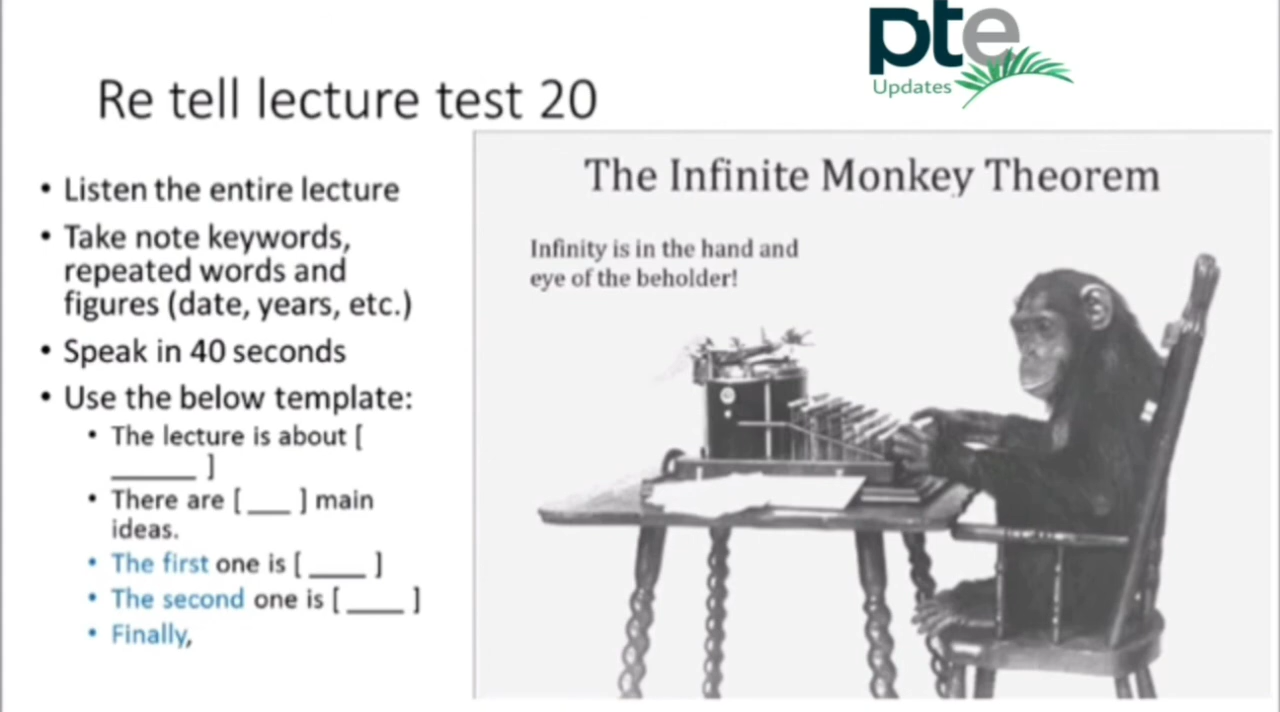 pte
Updates
Re tell lecture test 20
• Listen the entire lecture
• Take note keywords,
repeated words and
figures (date, years, etc.)
• Speak in 40 seconds
• Use the below template:
• The lecture is about [
______ ]
• There are [ ___ ] main
ideas.
• The first one is [ ____ ]
• The second one is [ ____ ]
• Finally,
The Infinite Monkey Theorem
Infinity is in the hand and
eye of the beholder!